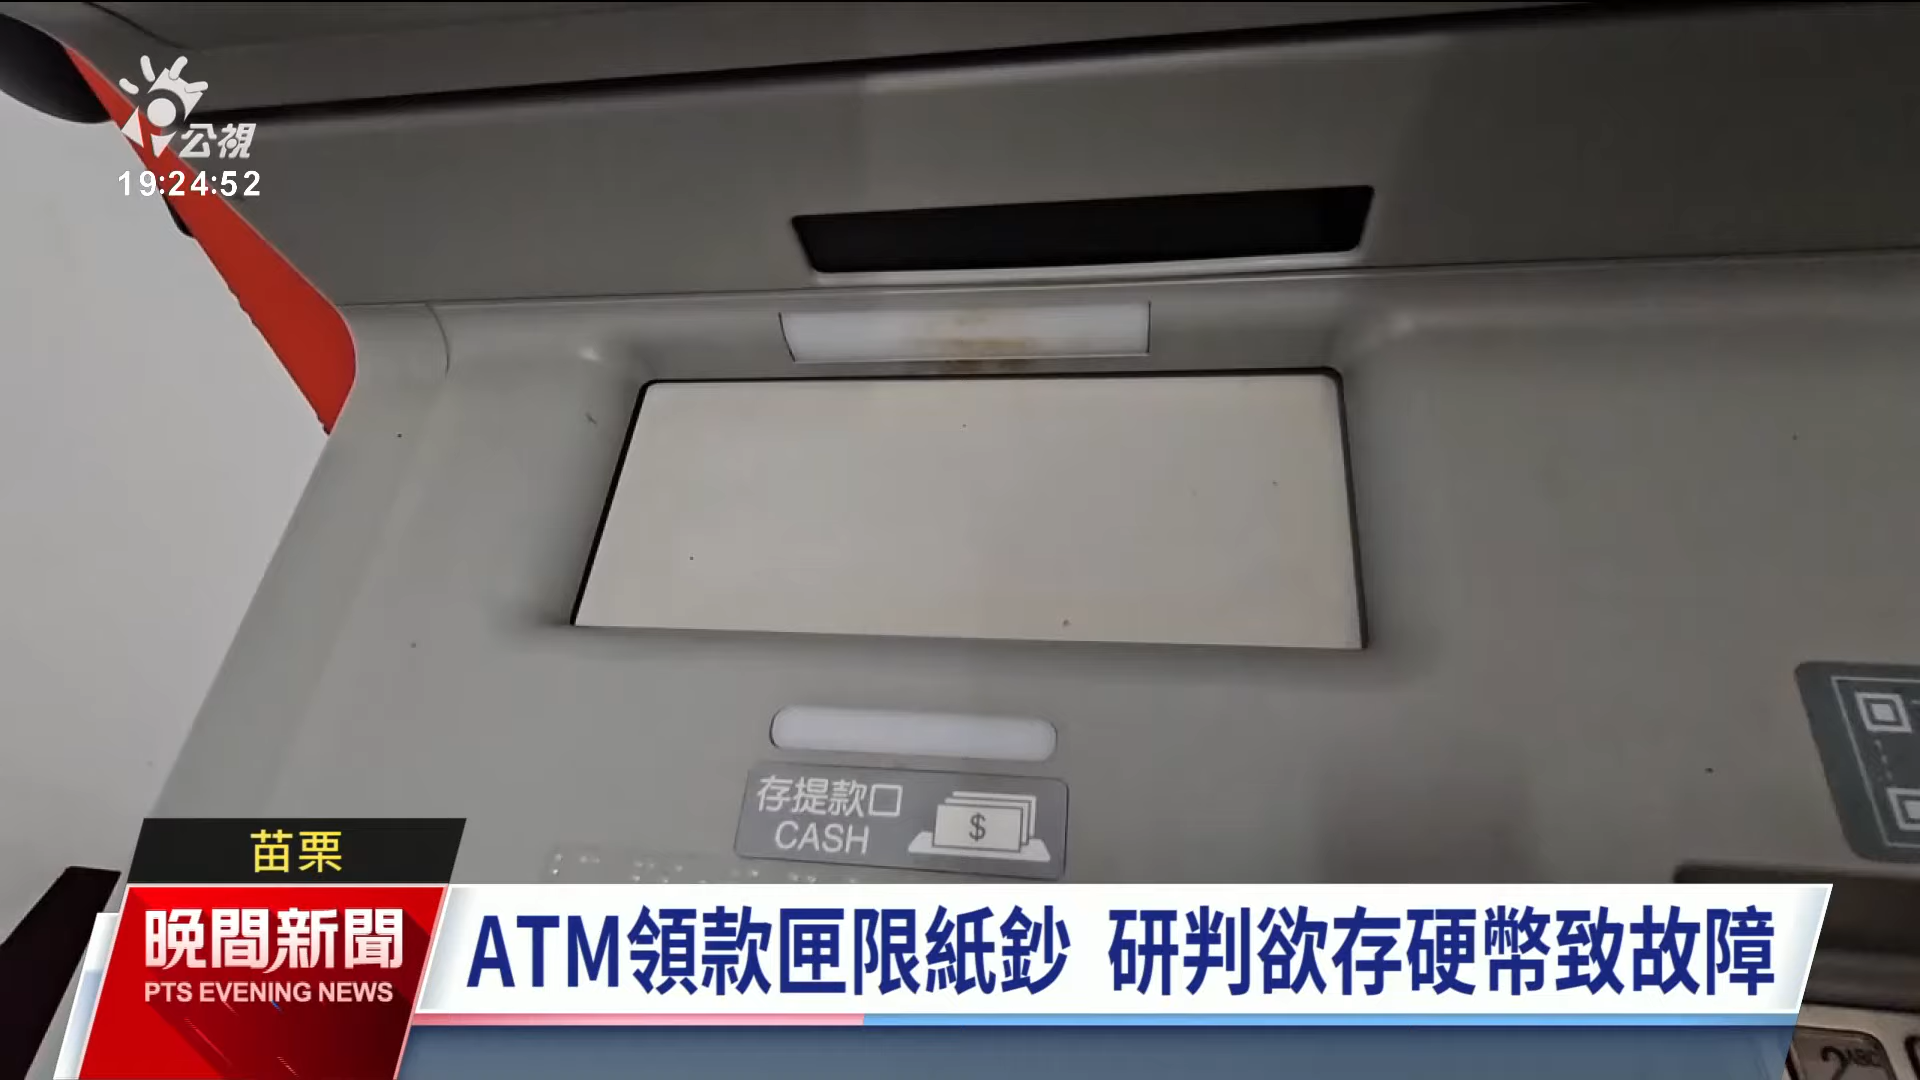 公視
19:24:52
存提款口
CASH
$
苗栗
晚間新聞
PTS EVENING NEWS
ATM領款匣限紙鈔 研判欲存硬幣致故障
2ABC